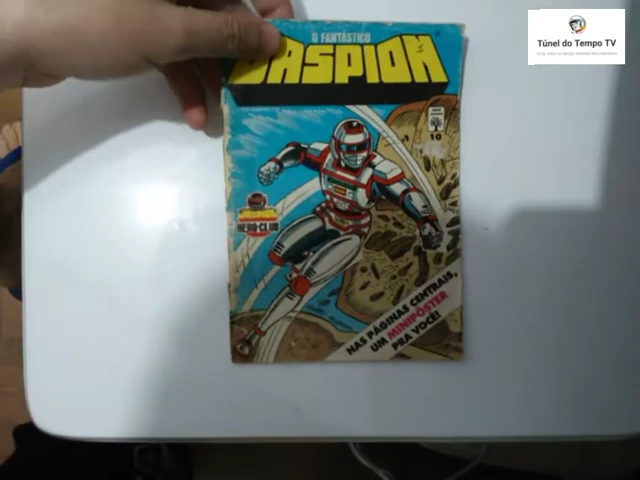 Túnel do Tempo TV
O FANTÁSTICO
JASPION
10
HERO-CLUB
NAS PÁGINAS CENTRAIS,
UM MINIPÔSTER
PRA VOCÊ!